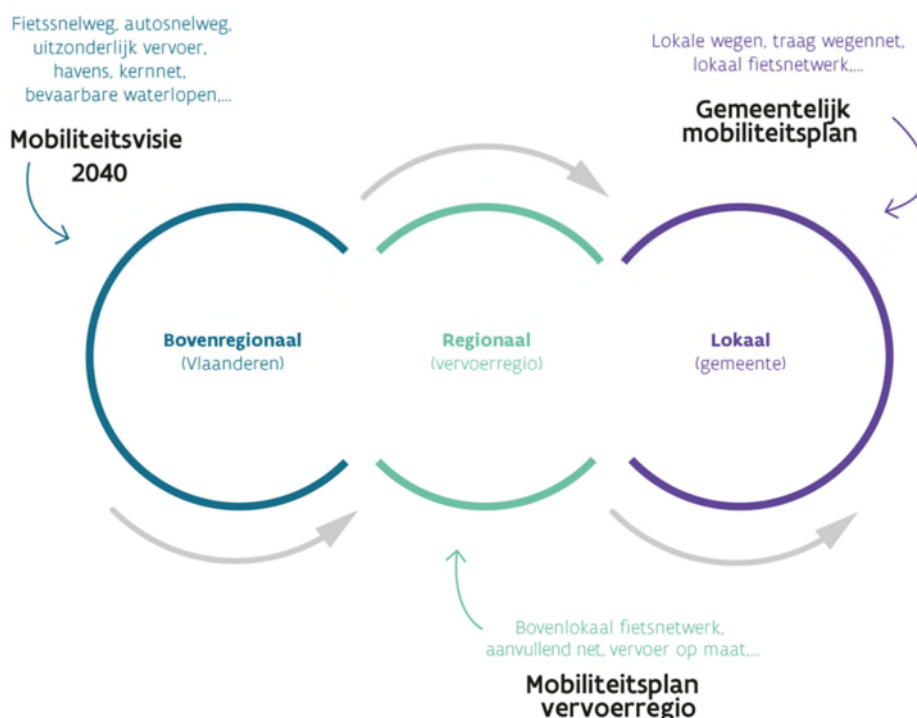 Fietssnelweg, autosnelweg,
uitzonderlijk vervoer,
havens, kernnet,
bevaarbare waterlopen,...
Mobiliteitsvisie
2040
Lokale wegen, traag wegennet,
lokaal fietsnetwerk,...
Gemeentelijk
mobiliteitsplan
Bovenregionaal
(Vlaanderen)
Regionaal
(vervoerregio)
Lokaal
(gemeente)
Bovenlokaal fietsnetwerk,
aanvullend net, vervoer op maat,...
Mobiliteitsplan
vervoerregio